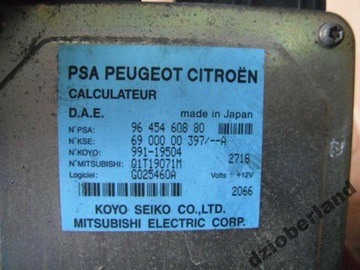 PSA PEUGEOT CITROËN
CALCULATEUR
D.A.E. made in Japan
N°PSA: 96 454 608 80
N°KSE: 69 000 00 397/--A
N°KOYO: 991-19504 2718
N°MITSUBISHI: Q1T19071M
Logiciel: G025460A Volts: +12V
2066
KOYO SEIKO CO.,LTD.
MITSUBISHI ELECTRIC CORP.
dzioberland